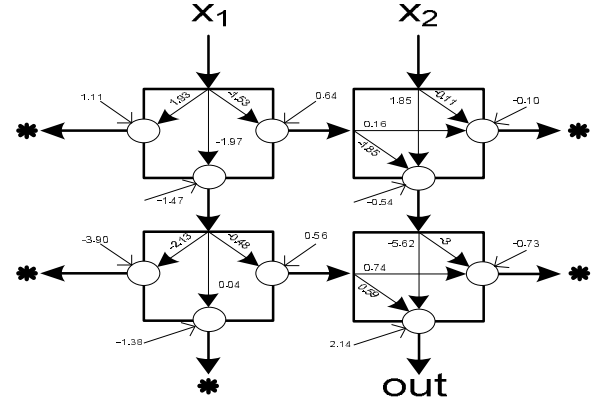 x1 x2
1.11 1.93 -1.53 0.64 1.85 -0.11 -0.10
* 0.16 *
-1.97 -1.85
-1.47 -0.54
-3.90 -2.13 -0.48 0.56 -5.62 -3 -0.73
* 0.04 0.74 *
0.59
-1.38 2.14
* out